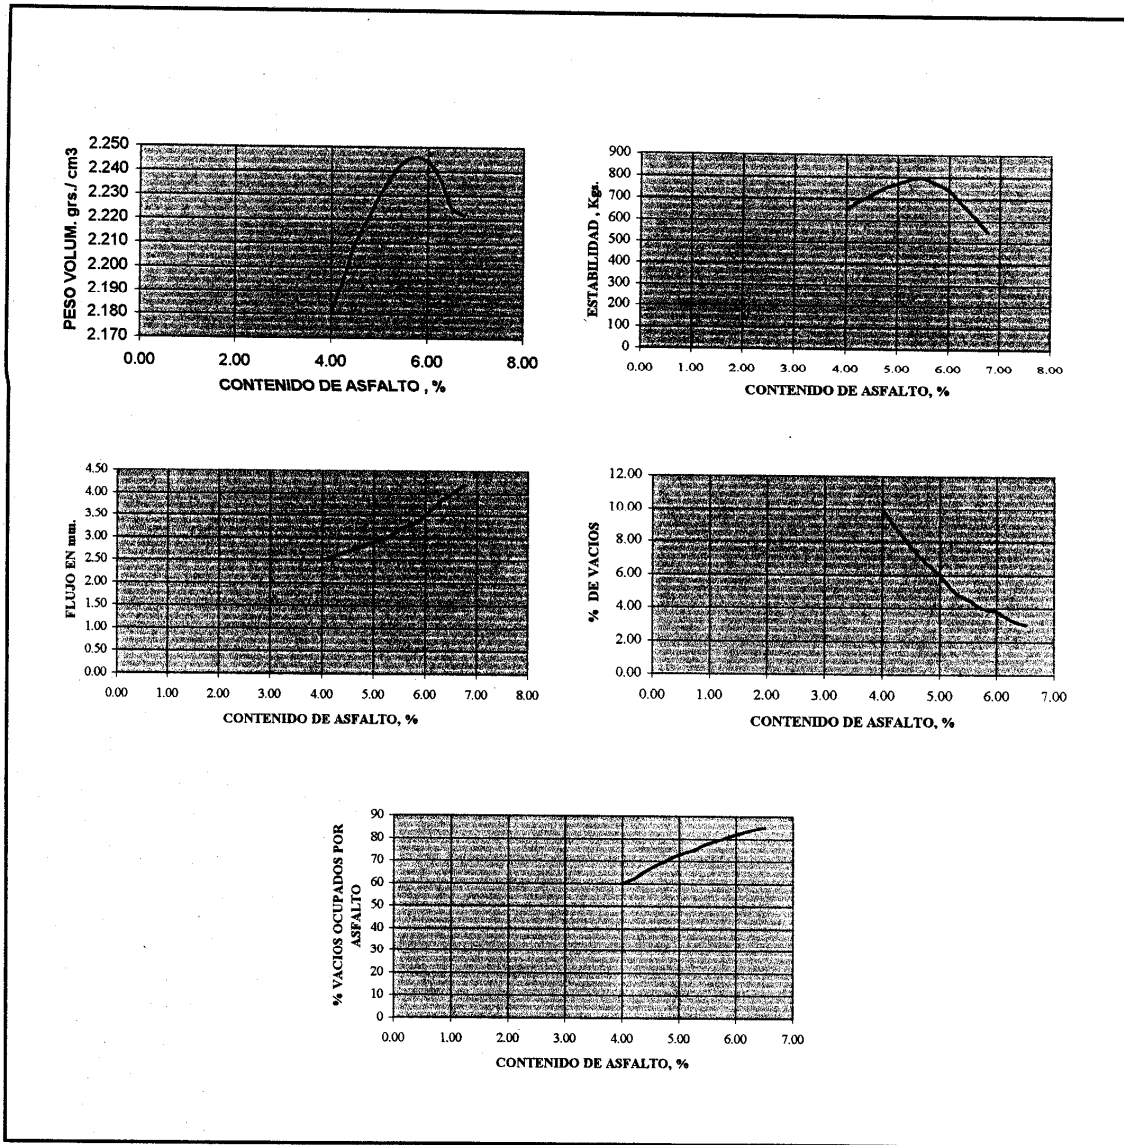 2.250
2.240
2.230
2.220
2.210
2.200
2.190
2.180
2.170
PESO VOLUM. grs./ cm3
0.00 2.00 4.00 6.00 8.00
CONTENIDO DE ASFALTO , %
900
800
700
600
500
400
300
200
100
0
ESTABILIDAD , Kgs.
0.00 1.00 2.00 3.00 4.00 5.00 6.00 7.00 8.00
CONTENIDO DE ASFALTO, %
4.50
4.00
3.50
3.00
2.50
2.00
1.50
1.00
0.50
0.00
FLUJO EN mm.
0.00 1.00 2.00 3.00 4.00 5.00 6.00 7.00 8.00
CONTENIDO DE ASFALTO, %
12.00
10.00
8.00
6.00
4.00
2.00
0.00
% DE VACIOS
0.00 1.00 2.00 3.00 4.00 5.00 6.00 7.00
CONTENIDO DE ASFALTO, %
90
80
70
60
50
40
30
20
10
0
% VACIOS OCUPADOS POR
ASFALTO
0.00 1.00 2.00 3.00 4.00 5.00 6.00 7.00
CONTENIDO DE ASFALTO, %